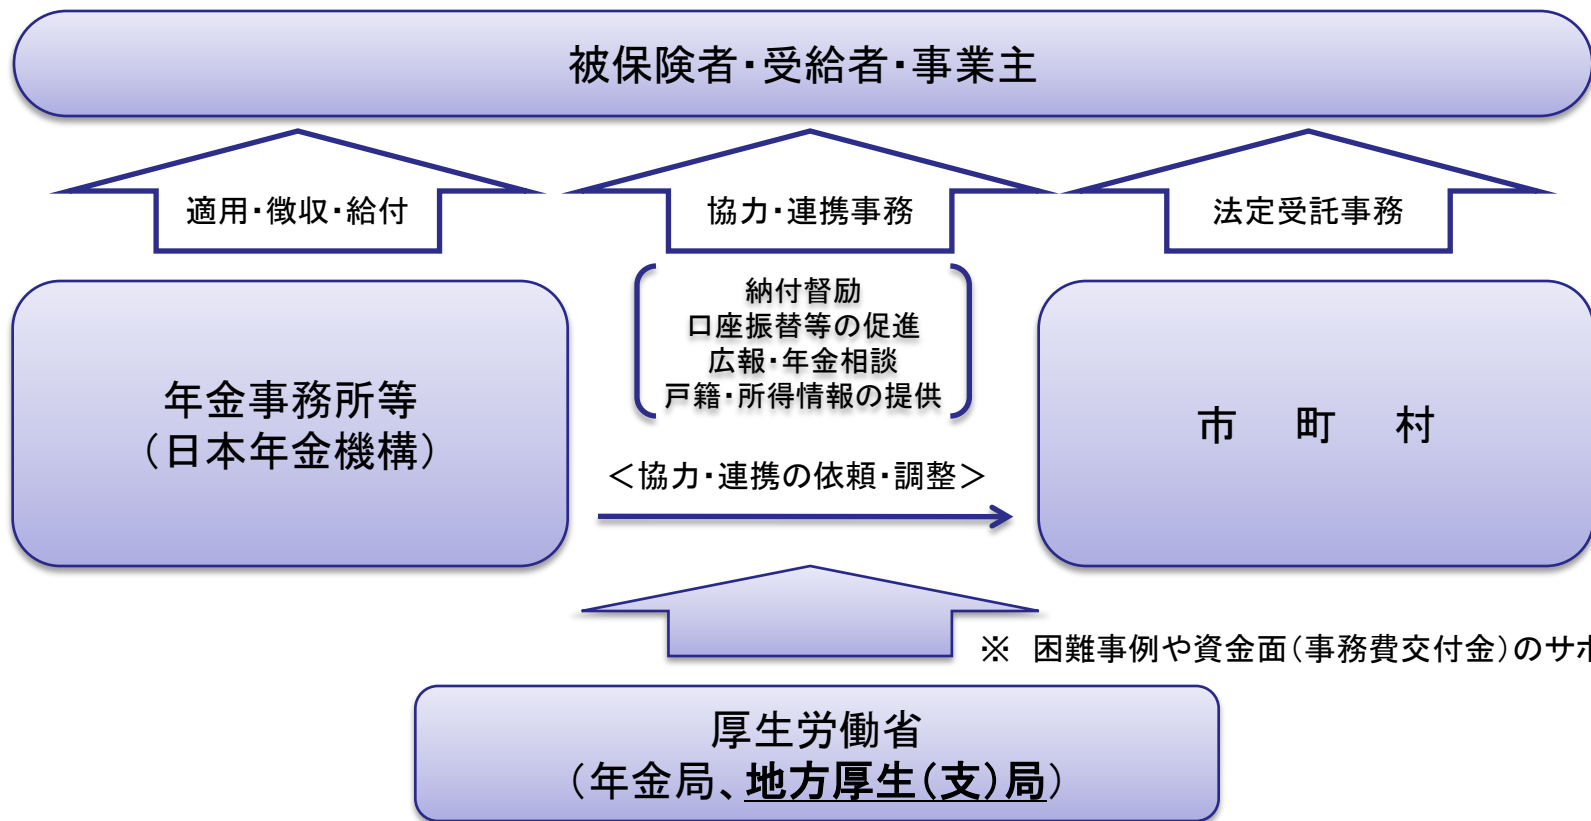 被保険者・受給者・事業主
適用・徴収・給付
協力・連携事務
法定受託事務
納付督励
口座振替等の促進
広報・年金相談
戸籍・所得情報の提供
年金事務所等
（日本年金機構）
市　町　村
＜協力・連携の依頼・調整＞
※　困難事例や資金面（事務費交付金）のサポ
厚生労働省
（年金局、地方厚生（支）局）